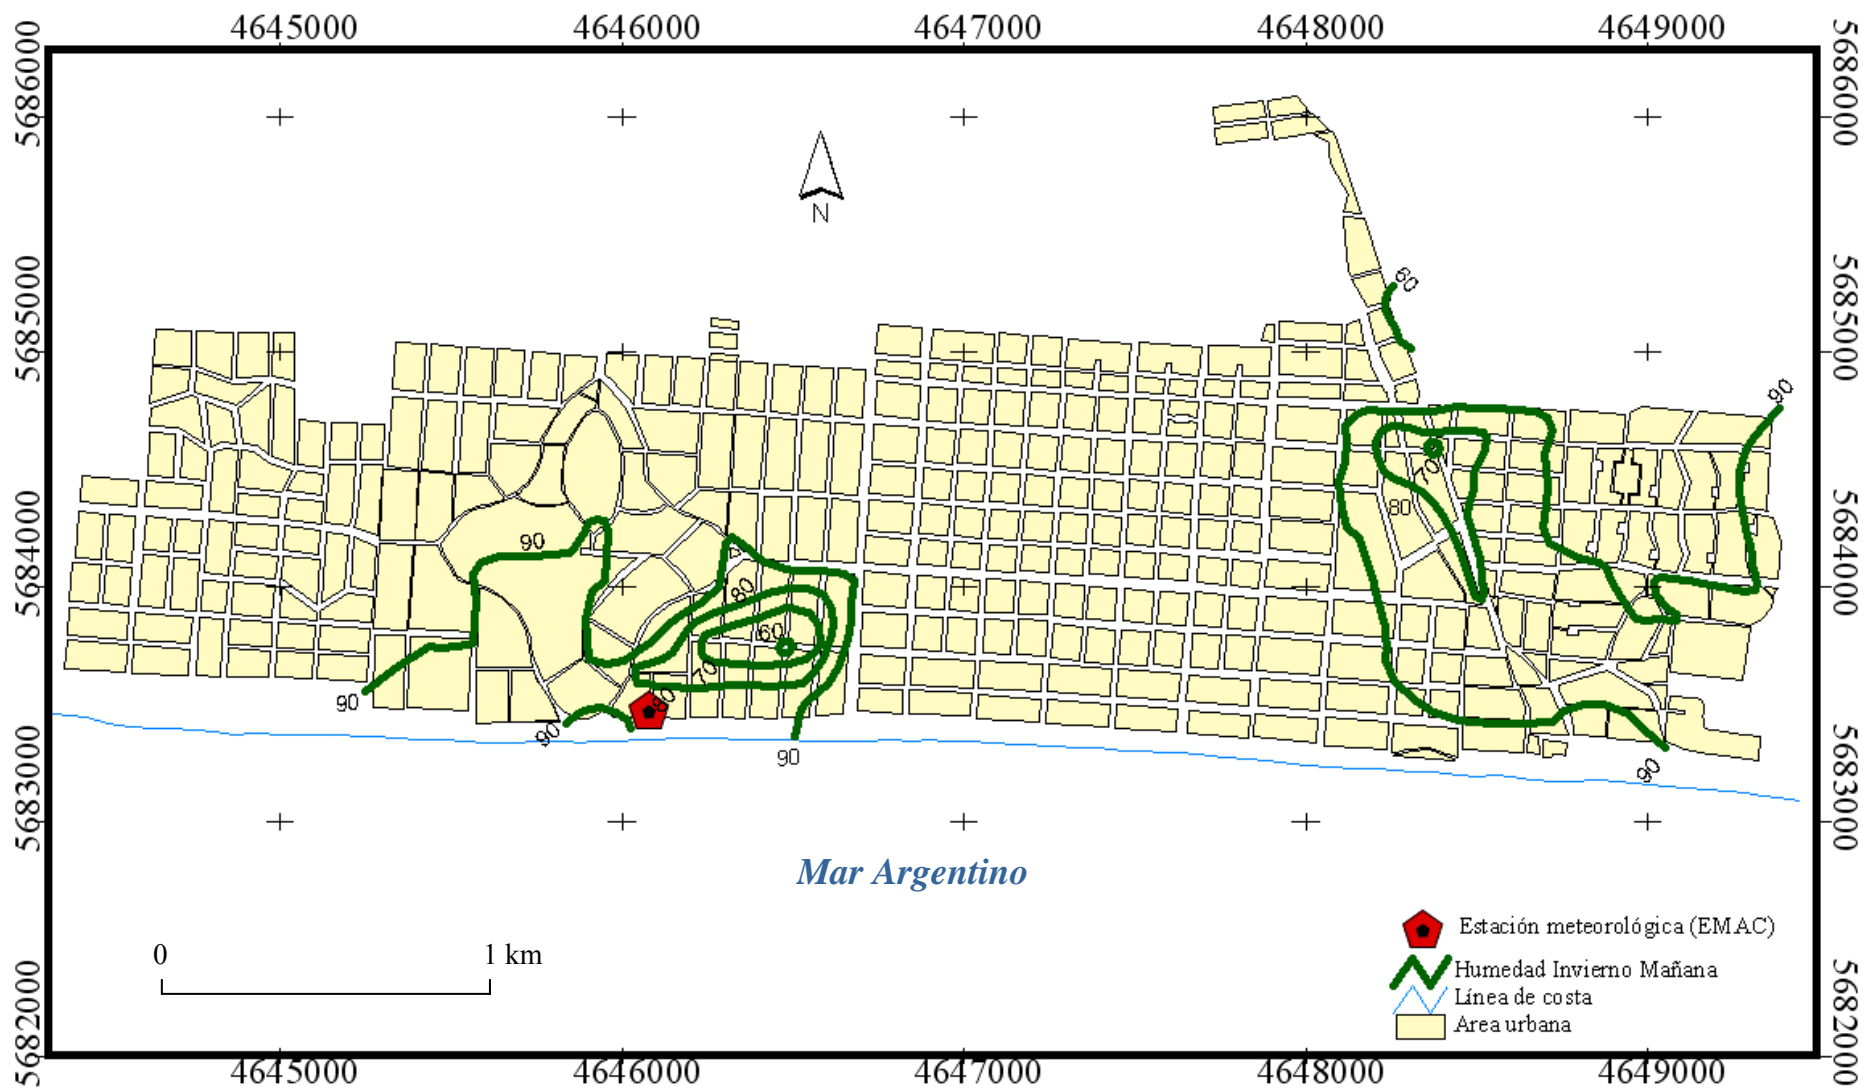 4645000 4646000 4647000 4648000 4649000
5686000
5686000
N
60
5685000
5685000
90
70
80
5684000
5684000
90
80
60
70
80
90
90
90
90
5683000
5683000
Mar Argentino
0 1 km
Estación meteorológica (EMAC)
Humedad Invierno Mañana
Línea de costa
Area urbana
5682000
5682000
4645000 4646000 4647000 4648000 4649000